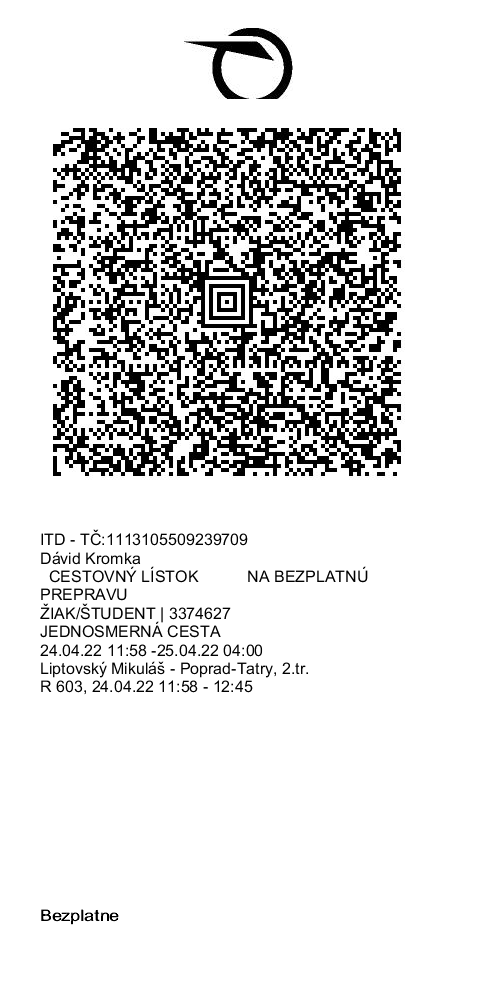 ITD - TČ:1113105509239709
Dávid Kromka
CESTOVNÝ LÍSTOK NA BEZPLATNÚ
PREPRAVU
ŽIAK/ŠTUDENT | 3374627
JEDNOSMERNÁ CESTA
24.04.22 11:58 -25.04.22 04:00
Liptovský Mikuláš - Poprad-Tatry, 2.tr.
R 603, 24.04.22 11:58 - 12:45
Bezplatne